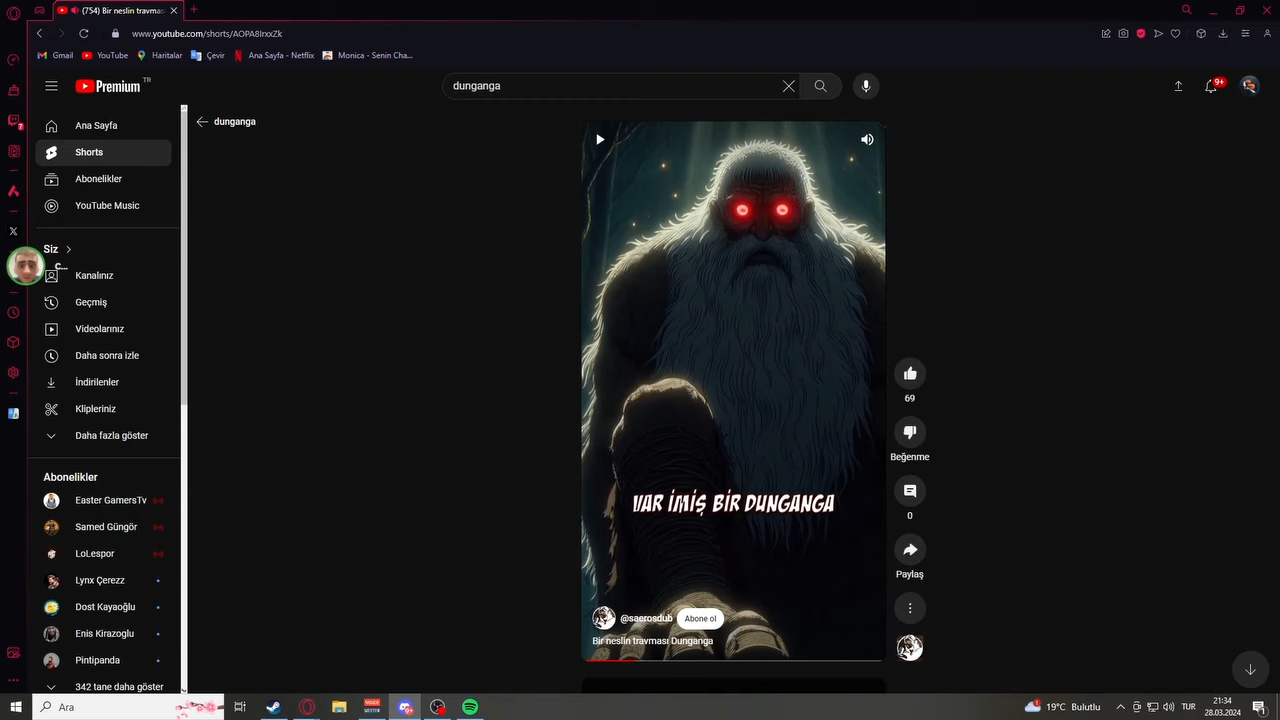 (754) Bir neslin travmas
www.youtube.com/shorts/AOPA8IrxxZk
Gmail
YouTube
Haritalar
Çevir
Ana Sayfa - Netflix
Monica - Senin Cha...
Premium TR
dunganga
9+
Ana Sayfa
Shorts
Abonelikler
YouTube Music
Siz
C...
Kanalınız
Geçmiş
Videolarınız
Daha sonra izle
İndirilenler
Klipleriniz
Daha fazla göster
Abonelikler
Easter GamersTv
Samed Güngör
LoLespor
Lynx Çerezz
Dost Kayaoğlu
Enis Kirazoglu
Pintipanda
342 tane daha göster
dunganga
VAR İMİŞ BİR DUNGANGA
@saerosdub
Abone ol
Bir neslin travması Dunganga
69
Beğenme
0
Paylaş
Ara
19°C Bulutlu
TUR
21:34
28.03.2024